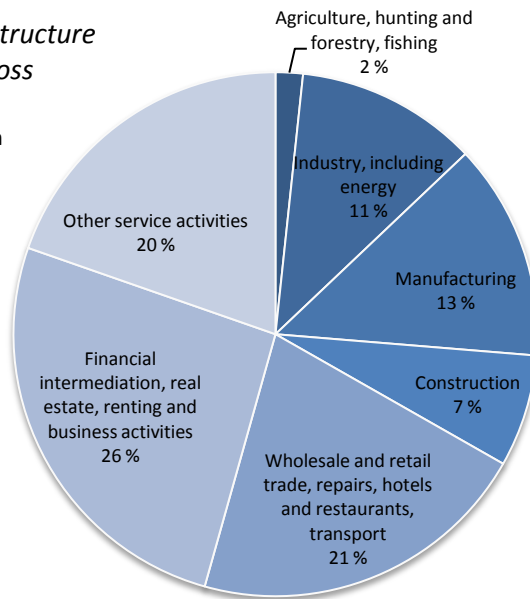 tructure
oss
Agriculture, hunting and
forestry, fishing
2 %
Industry, including
energy
11 %
Manufacturing
13 %
Construction
7 %
Wholesale and retail
trade, repairs, hotels
and restaurants,
transport
21 %
Financial
intermediation, real
estate, renting and
business activities
26 %
Other service activities
20 %